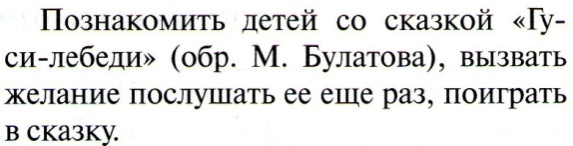 Познакомить детей со сказкой «Гу-
си-лебеди» (обр. М. Булатова), вызвать
желание послушать ее еще раз, поиграть
в сказку.